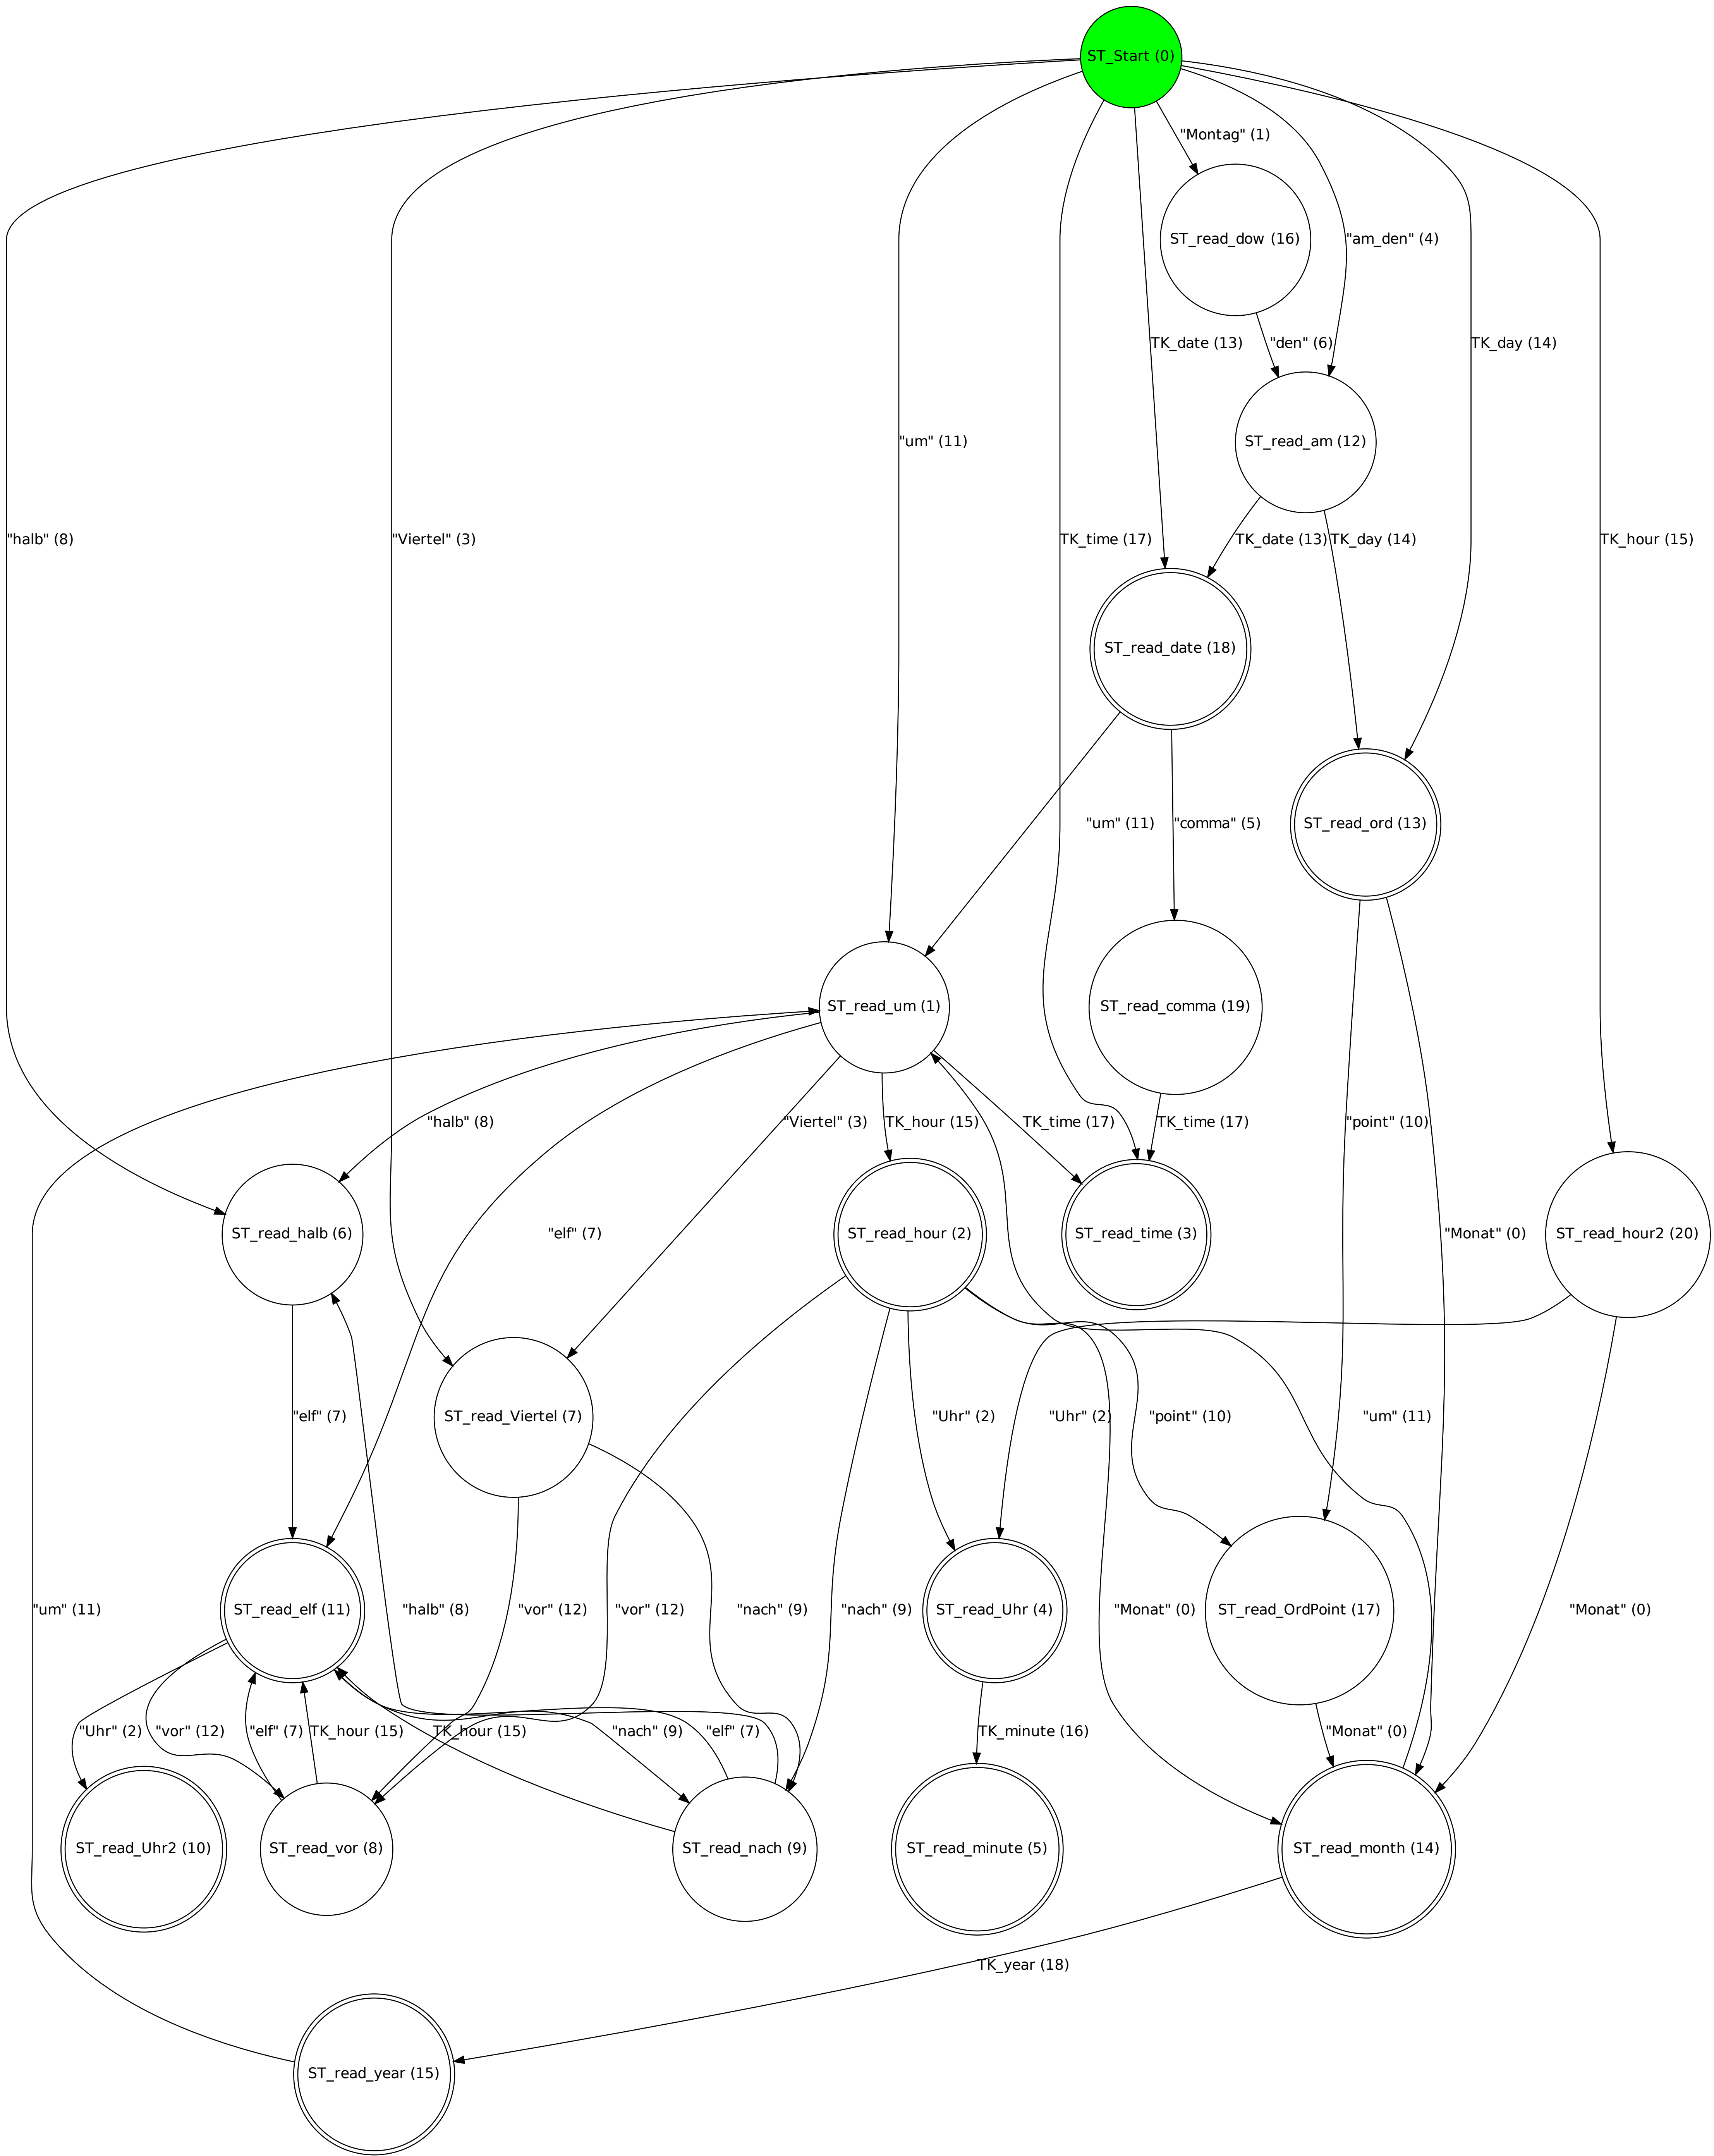 ST_Start (0)
"Montag" (1)
ST_read_dow (16)
"am_den" (4)
TK_date (13)
"den" (6)
TK_day (14)
"um" (11)
ST_read_am (12)
"halb" (8)
"Viertel" (3)
TK_time (17)
TK_date (13)
TK_day (14)
TK_hour (15)
ST_read_date (18)
"um" (11)
"comma" (5)
ST_read_ord (13)
ST_read_um (1)
ST_read_comma (19)
"halb" (8)
"Viertel" (3)
TK_hour (15)
TK_time (17)
TK_time (17)
"point" (10)
ST_read_halb (6)
"elf" (7)
ST_read_hour (2)
ST_read_time (3)
"Monat" (0)
ST_read_hour2 (20)
"elf" (7)
ST_read_Viertel (7)
"Uhr" (2)
"Uhr" (2)
"point" (10)
"um" (11)
"um" (11)
ST_read_elf (11)
"halb" (8)
"vor" (12)
"vor" (12)
"nach" (9)
"nach" (9)
ST_read_Uhr (4)
"Monat" (0)
ST_read_OrdPoint (17)
"Monat" (0)
"Uhr" (2)
"vor" (12)
"elf" (7)
TK_hour (15)
TK_hour (15)
"nach" (9)
"elf" (7)
TK_minute (16)
"Monat" (0)
ST_read_Uhr2 (10)
ST_read_vor (8)
ST_read_nach (9)
ST_read_minute (5)
ST_read_month (14)
TK_year (18)
ST_read_year (15)